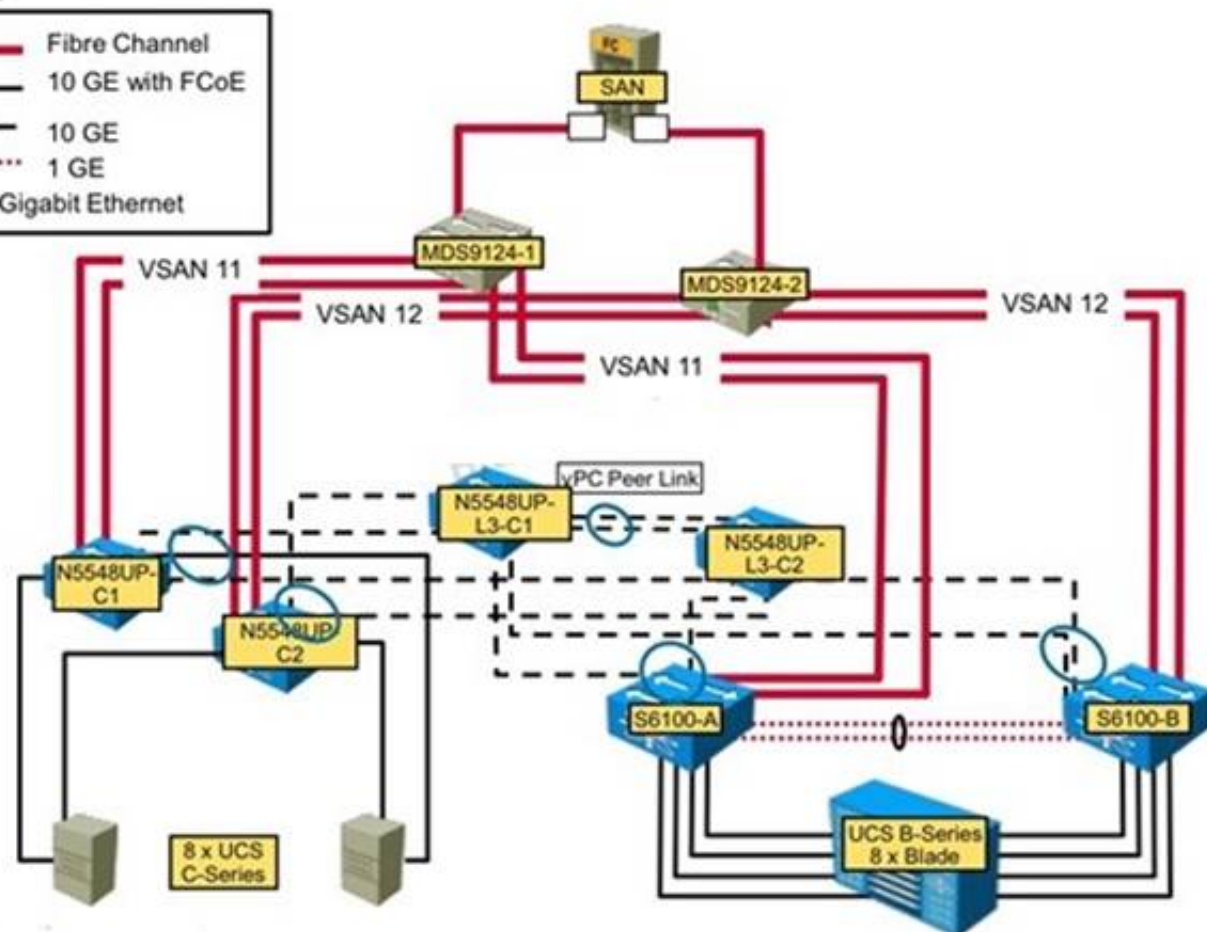 Fibre Channel
10 GE with FCoE
10 GE
1 GE
Gigabit Ethernet
FC
SAN
MDS9124-1
MDS9124-2
VSAN 11
VSAN 12
VSAN 12
VSAN 11
vPC Peer Link
N5548UP-
L3-C1
N5548UP-
L3-C2
N5548UP-
C1
N5548UP
C2
S6100-A
S6100-B
8 x UCS
C-Series
UCS B-Series
8 x Blade